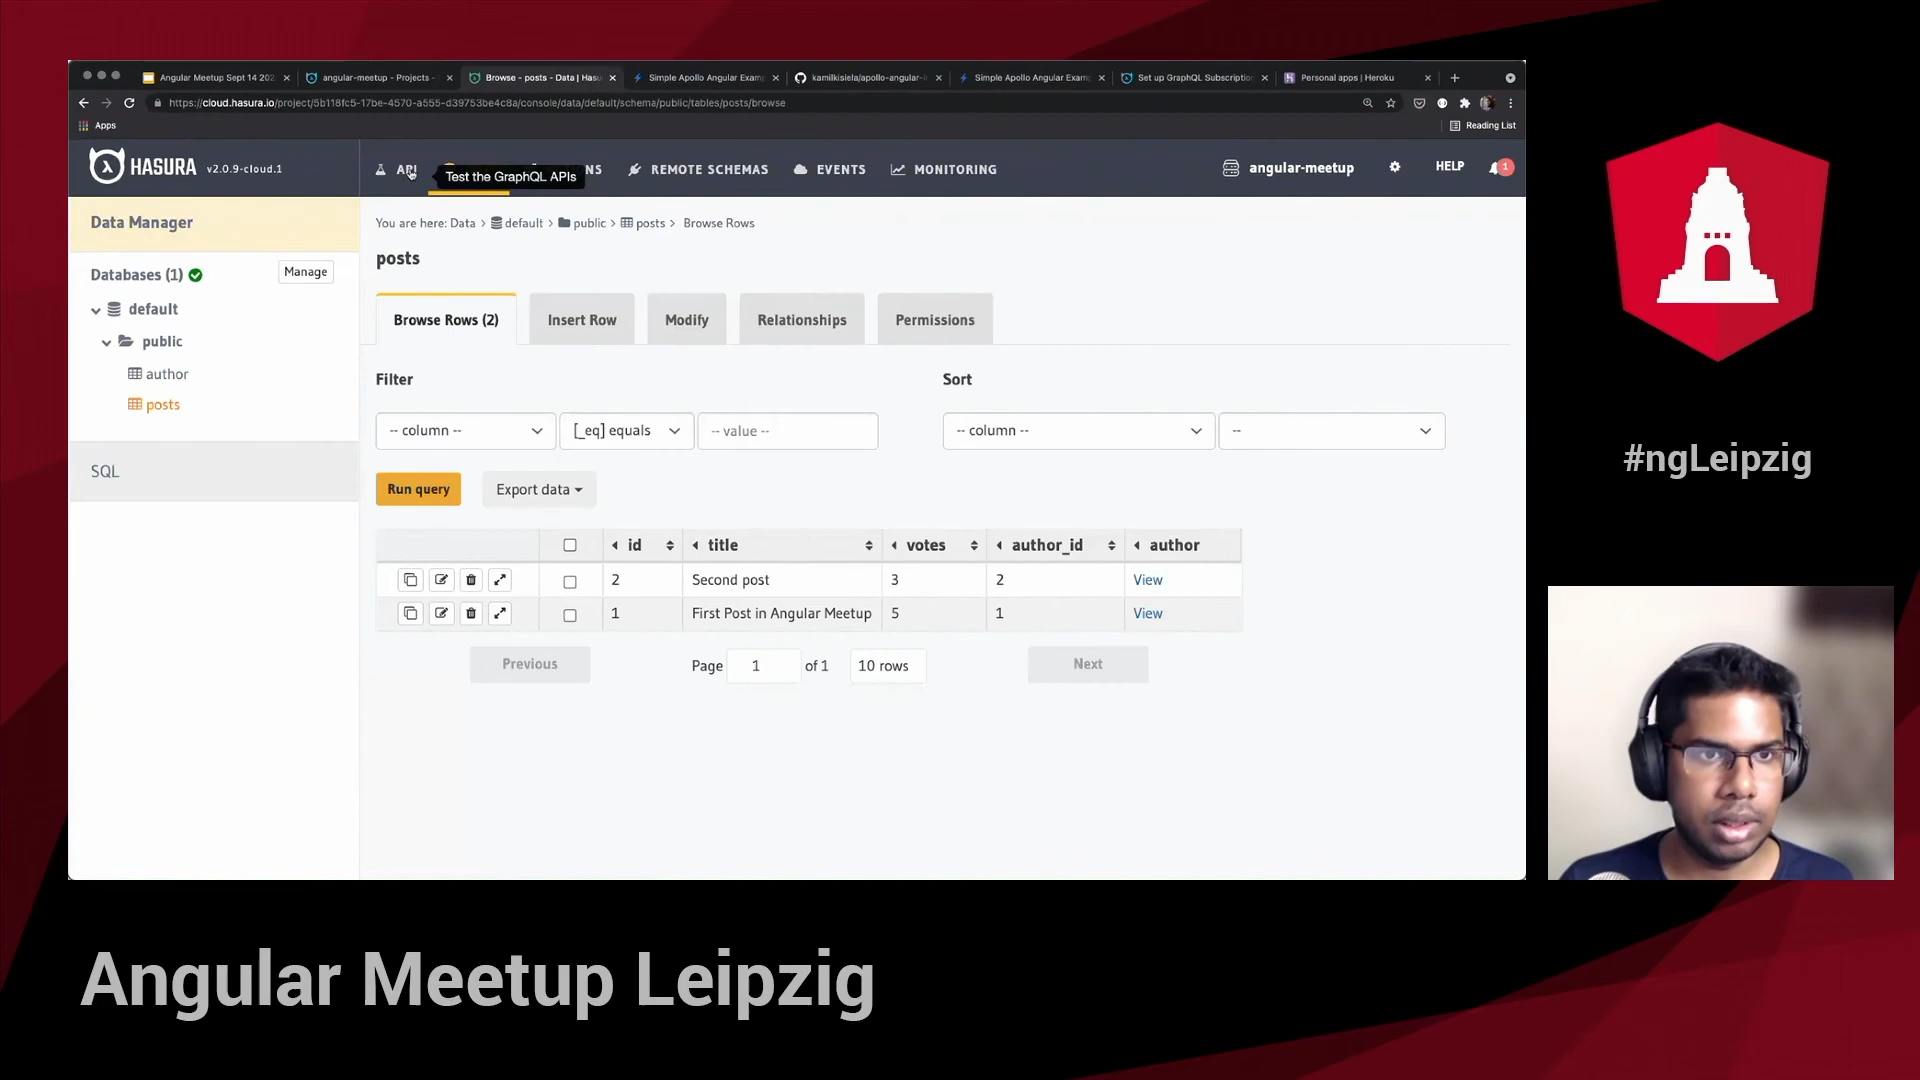 Angular Meetup Sept 14 202
angular-meetup - Projects -
Browse - posts - Data | Hasu
Simple Apollo Angular Exam
kamilkisiela/apollo-angular-i
Simple Apollo Angular Exam
Set up GraphQL Subscriptio
Personal apps | Heroku
https://cloud.hasura.io/project/5b118fc5-17be-4570-a555-d39753be4c8a/console/data/default/schema/public/tables/posts/browse
Apps
Reading List
HASURA v2.0.9-cloud.1
API
Test the GraphQL APIs
NS
REMOTE SCHEMAS
EVENTS
MONITORING
angular-meetup
HELP
1
Data Manager
Databases (1)
Manage
default
public
author
posts
SQL
You are here: Data > default > public > posts > Browse Rows
posts
Browse Rows (2)
Insert Row
Modify
Relationships
Permissions
Filter
Sort
-- column --
[_eq] equals
-- value --
-- column --
--
Run query
Export data
id title votes author_id author
2 Second post 3 2 View
1 First Post in Angular Meetup 5 1 View
Previous
Page 1 of 1
10 rows
Next
#ngLeipzig
Angular Meetup Leipzig